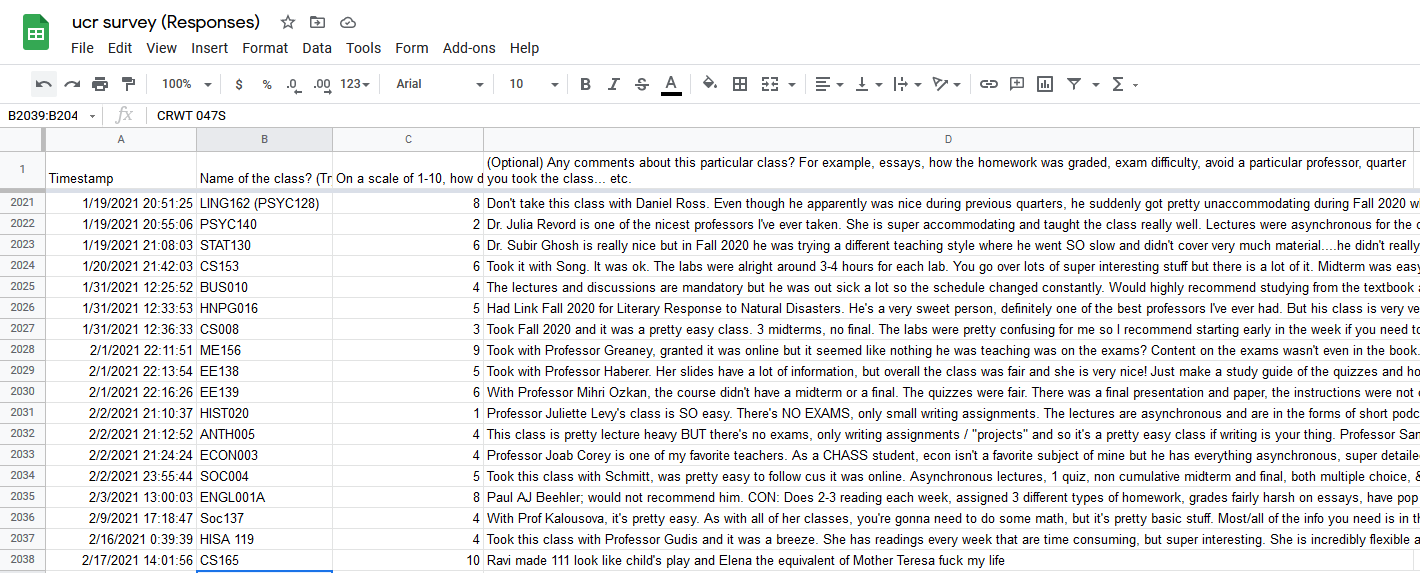 ucr survey (Responses)
File Edit View Insert Format Data Tools Form Add-ons Help
100% $ % .0 .00 123 Arial 10 B I S A
B2039:B204 fx CRWT 047S
A B C D
1 Timestamp Name of the class? (Tr On a scale of 1-10, how d (Optional) Any comments about this particular class? For example, essays, how the homework was graded, exam difficulty, avoid a particular professor, quarter
you took the class... etc.
2021 1/19/2021 20:51:25 LING162 (PSYC128) 8 Don't take this class with Daniel Ross. Even though he apparently was nice during previous quarters, he suddenly got pretty unaccommodating during Fall 2020 w
2022 1/19/2021 20:55:06 PSYC140 2 Dr. Julia Revord is one of the nicest professors I've ever taken. She is super accommodating and taught the class really well. Lectures were asynchronous for the
2023 1/19/2021 21:08:03 STAT130 6 Dr. Subir Ghosh is really nice but in Fall 2020 he was trying a different teaching style where he went SO slow and didn't cover very much material....he didn't really
2024 1/20/2021 21:42:03 CS153 6 Took it with Song. It was ok. The labs were alright around 3-4 hours for each lab. You go over lots of super interesting stuff but there is a lot of it. Midterm was easy
2025 1/31/2021 12:25:52 BUS010 4 The lectures and discussions are mandatory but he was out sick a lot so the schedule changed constantly. Would highly recommend studying from the textbook
2026 1/31/2021 12:33:53 HNPG016 5 Had Link Fall 2020 for Literary Response to Natural Disasters. He's a very sweet person, definitely one of the best professors I've ever had. But his class is very ve
2027 1/31/2021 12:36:33 CS008 3 Took Fall 2020 and it was a pretty easy class. 3 midterms, no final. The labs were pretty confusing for me so I recommend starting early in the week if you need to
2028 2/1/2021 22:11:51 ME156 9 Took with Professor Greaney, granted it was online but it seemed like nothing he was teaching was on the exams? Content on the exams wasn't even in the book.
2029 2/1/2021 22:13:54 EE138 5 Took with Professor Haberer. Her slides have a lot of information, but overall the class was fair and she is very nice! Just make a study guide of the quizzes and ho
2030 2/1/2021 22:16:26 EE139 6 With Professor Mihri Ozkan, the course didn't have a midterm or a final. The quizzes were fair. There was a final presentation and paper, the instructions were not
2031 2/2/2021 21:10:37 HIST020 1 Professor Juliette Levy's class is SO easy. There's NO EXAMS, only small writing assignments. The lectures are asynchronous and are in the forms of short podc
2032 2/2/2021 21:12:52 ANTH005 4 This class is pretty lecture heavy BUT there's no exams, only writing assignments / "projects" and so it's a pretty easy class if writing is your thing. Professor Sar
2033 2/2/2021 21:24:24 ECON003 4 Professor Joab Corey is one of my favorite teachers. As a CHASS student, econ isn't a favorite subject of mine but he has everything asynchronous, super detaile
2034 2/2/2021 23:55:44 SOC004 5 Took this class with Schmitt, was pretty easy to follow cus it was online. Asynchronous lectures, 1 quiz, non cumulative midterm and final, both multiple choice, &
2035 2/3/2021 13:00:03 ENGL001A 8 Paul AJ Beehler; would not recommend him. CON: Does 2-3 reading each week, assigned 3 different types of homework, grades fairly harsh on essays, have pop
2036 2/9/2021 17:18:47 Soc137 4 With Prof Kalousova, it's pretty easy. As with all of her classes, you're gonna need to do some math, but it's pretty basic stuff. Most/all of the info you need is in th
2037 2/16/2021 0:39:39 HISA 119 4 Took this class with Professor Gudis and it was a breeze. She has readings every week that are time consuming, but super interesting. She is incredibly flexible a
2038 2/17/2021 14:01:56 CS165 10 Ravi made 111 look like child's play and Elena the equivalent of Mother Teresa fuck my life